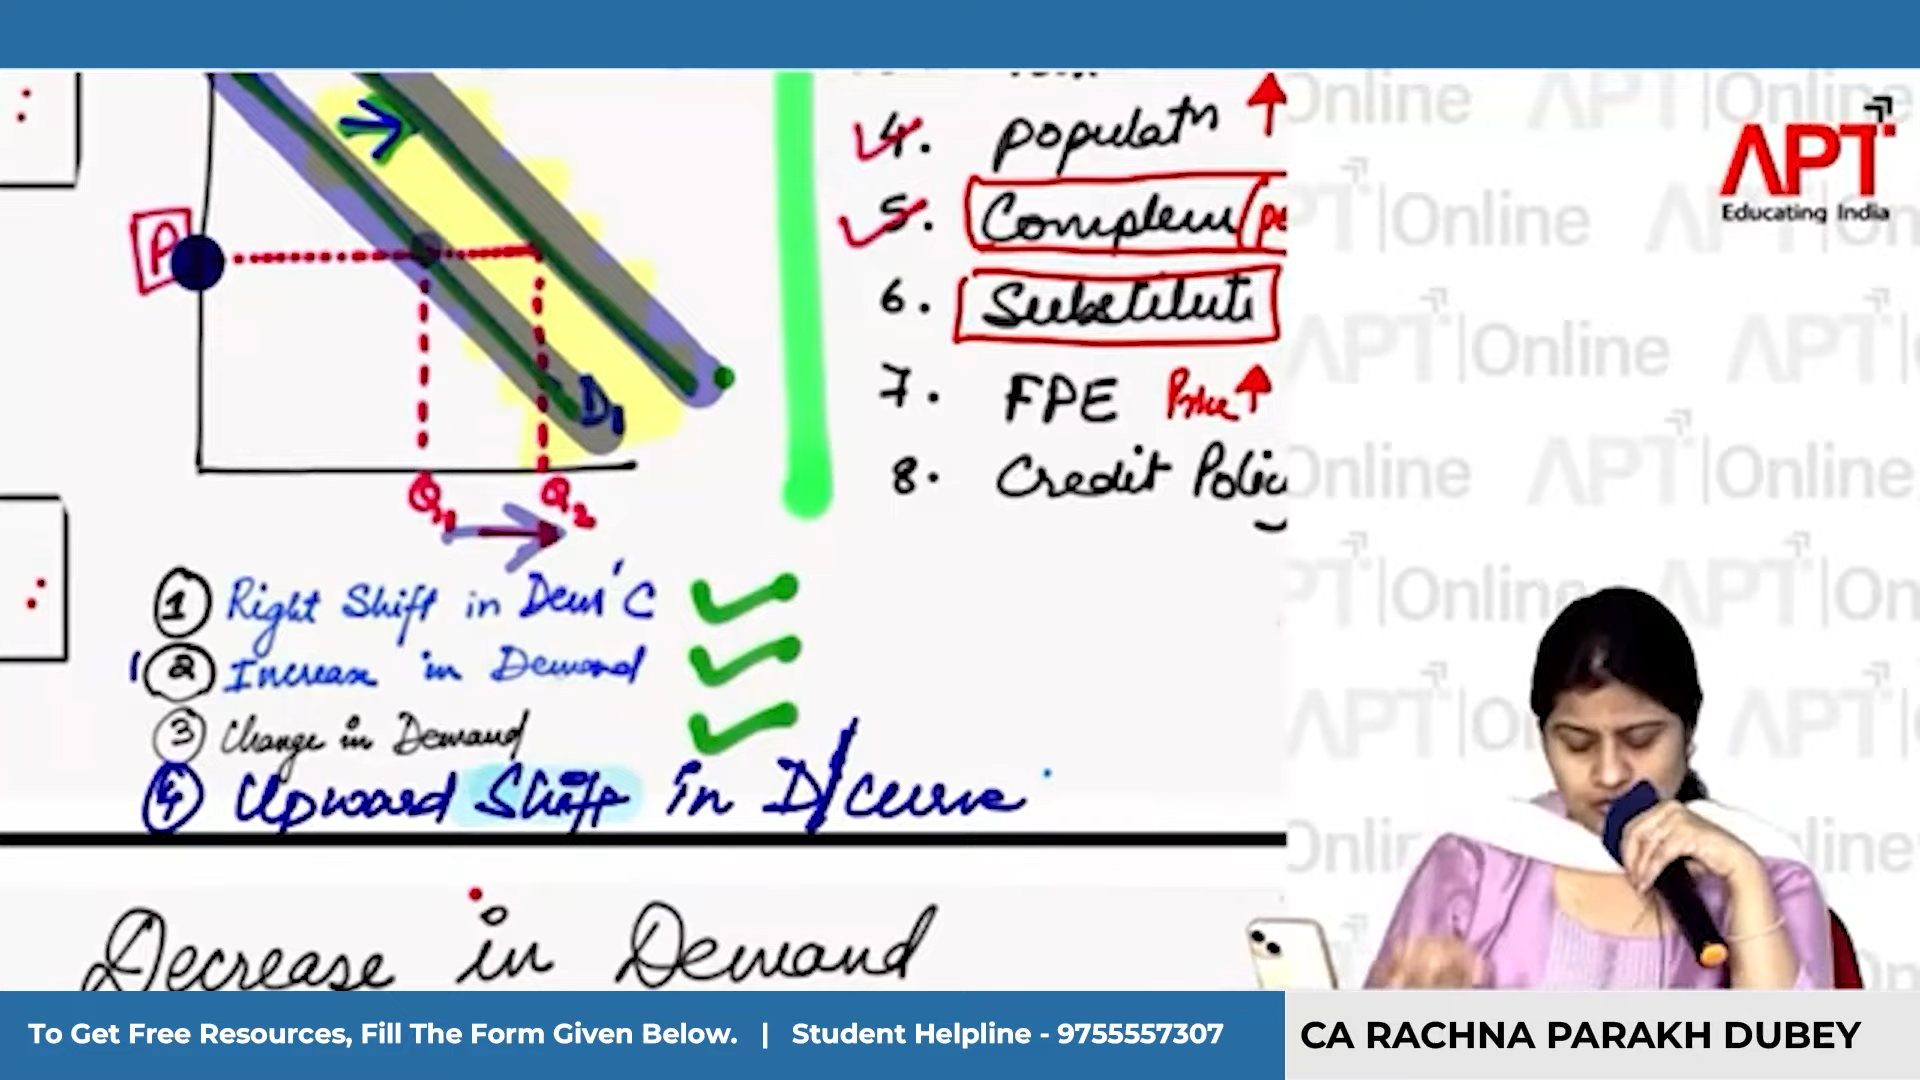 4. populatn
5. Complem
6. Substitute
7. FPE Price
8. Credit Polic
P
D1
Q1 Q2
1 Right Shift in Dem' C
2 Increase in Demand
3 Change in Demand
4 Upward Shift in D/Curve
Decrease in Demand
APT
Educating India
APT|Online
To Get Free Resources, Fill The Form Given Below. | Student Helpline - 9755557307
CA RACHNA PARAKH DUBEY